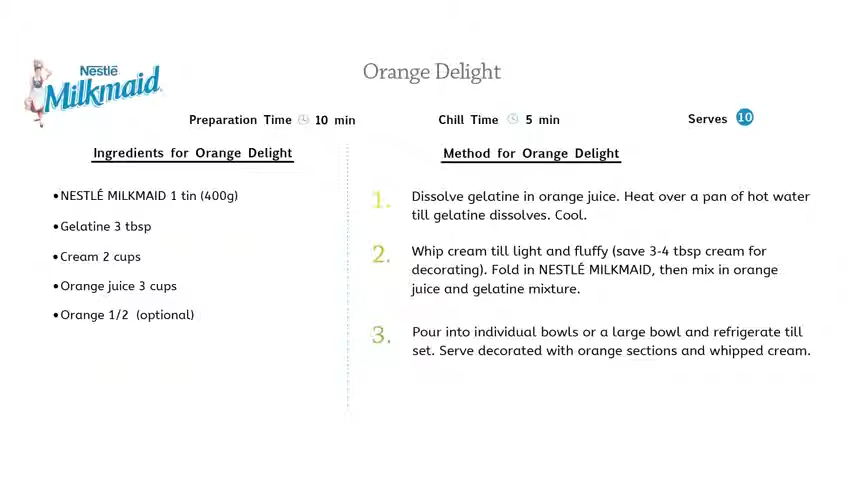 Nestlé
Milkmaid
Orange Delight
Preparation Time 10 min
Chill Time 5 min
Serves 10
Ingredients for Orange Delight
•NESTLÉ MILKMAID 1 tin (400g)
•Gelatine 3 tbsp
•Cream 2 cups
•Orange juice 3 cups
•Orange 1/2 (optional)
Method for Orange Delight
1. Dissolve gelatine in orange juice. Heat over a pan of hot water
till gelatine dissolves. Cool.
2. Whip cream till light and fluffy (save 3-4 tbsp cream for
decorating). Fold in NESTLÉ MILKMAID, then mix in orange
juice and gelatine mixture.
3. Pour into individual bowls or a large bowl and refrigerate till
set. Serve decorated with orange sections and whipped cream.